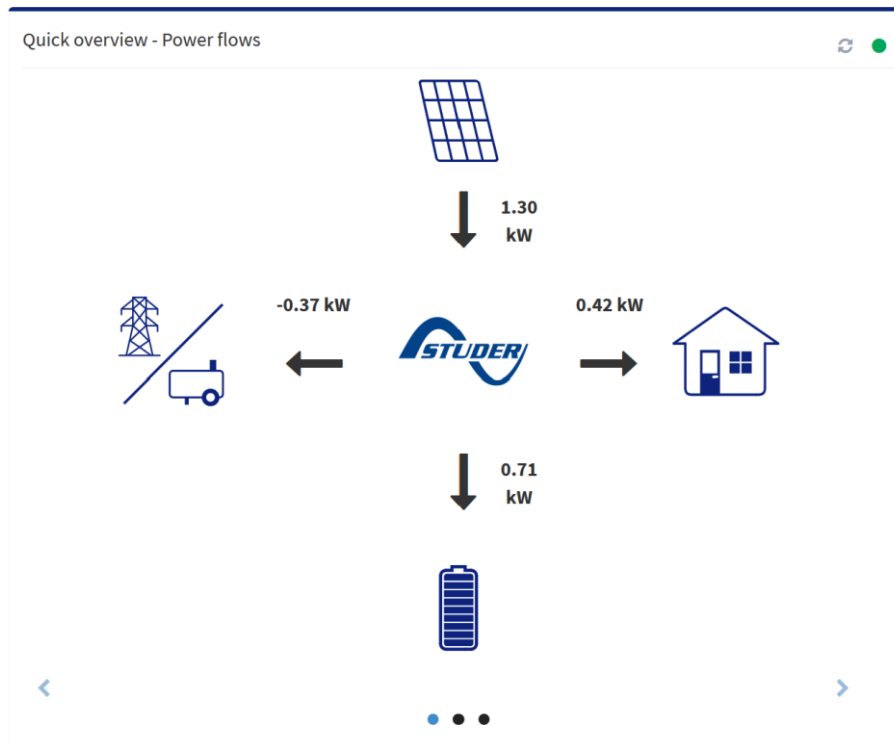 Quick overview - Power flows
1.30
kW
-0.37 kW
STUDER
0.42 kW
0.71
kW